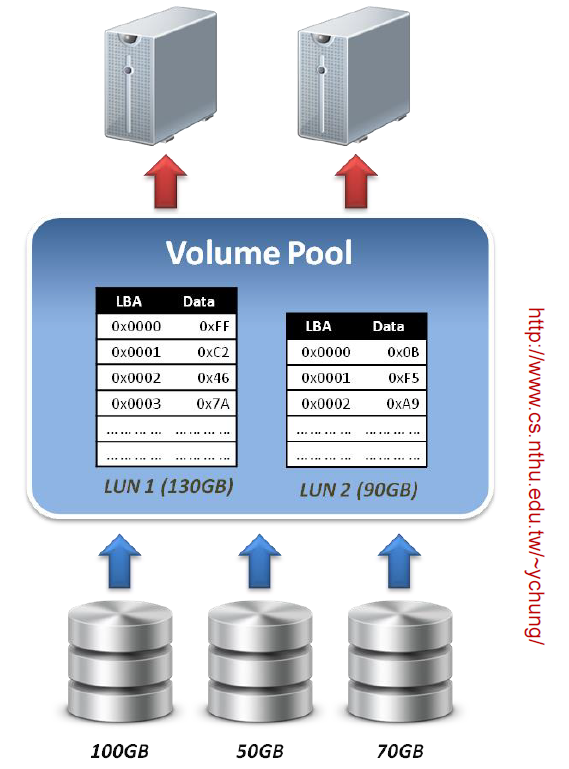 Volume Pool
LBA Data
0x0000 0xFF
0x0001 0xC2
0x0002 0x46
0x0003 0x7A
... ... ... ... ... ... ... ...
... ... ... ... ... ... ... ...
LUN 1 (130GB)
LBA Data
0x0000 0x0B
0x0001 0xF5
0x0002 0xA9
... ... ... ... ... ... ... ...
... ... ... ... ... ... ... ...
LUN 2 (90GB)
100GB 50GB 70GB
http://www.cs.nthu.edu.tw/~ychung/